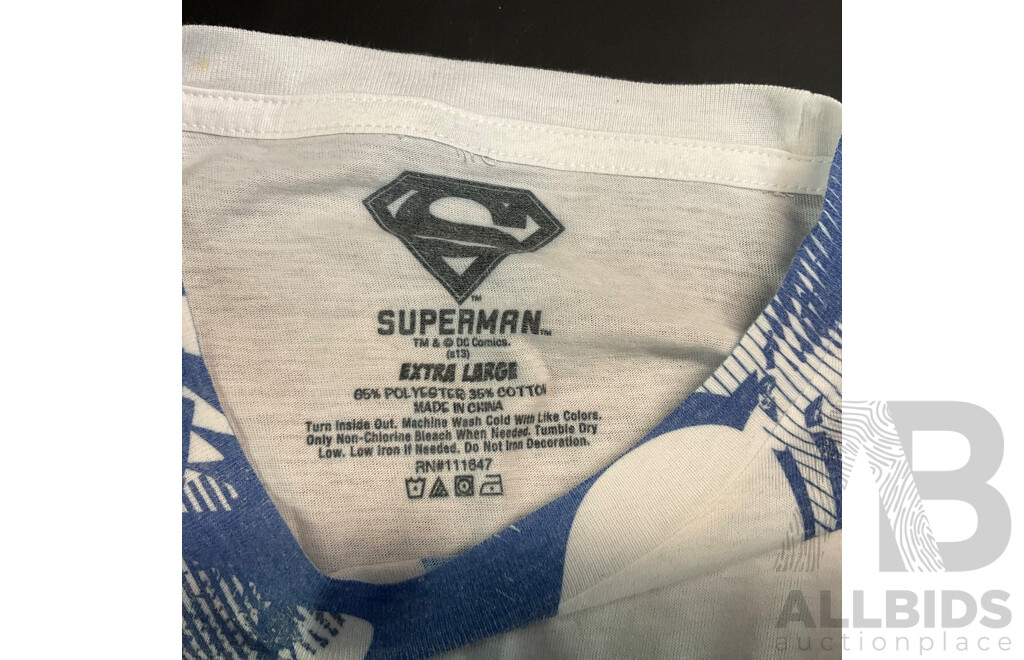 S
TM
SUPERMAN™
TM & © DC Comics.
(s13)
EXTRA LARGE
65% POLYESTER 35% COTTON
MADE IN CHINA
Turn Inside Out. Machine Wash Cold With Like Colors.
Only Non-Chlorine Bleach When Needed. Tumble Dry
Low. Low Iron If Needed. Do Not Iron Decoration.
RN#111647
AB
ALLBIDS
auctionplace